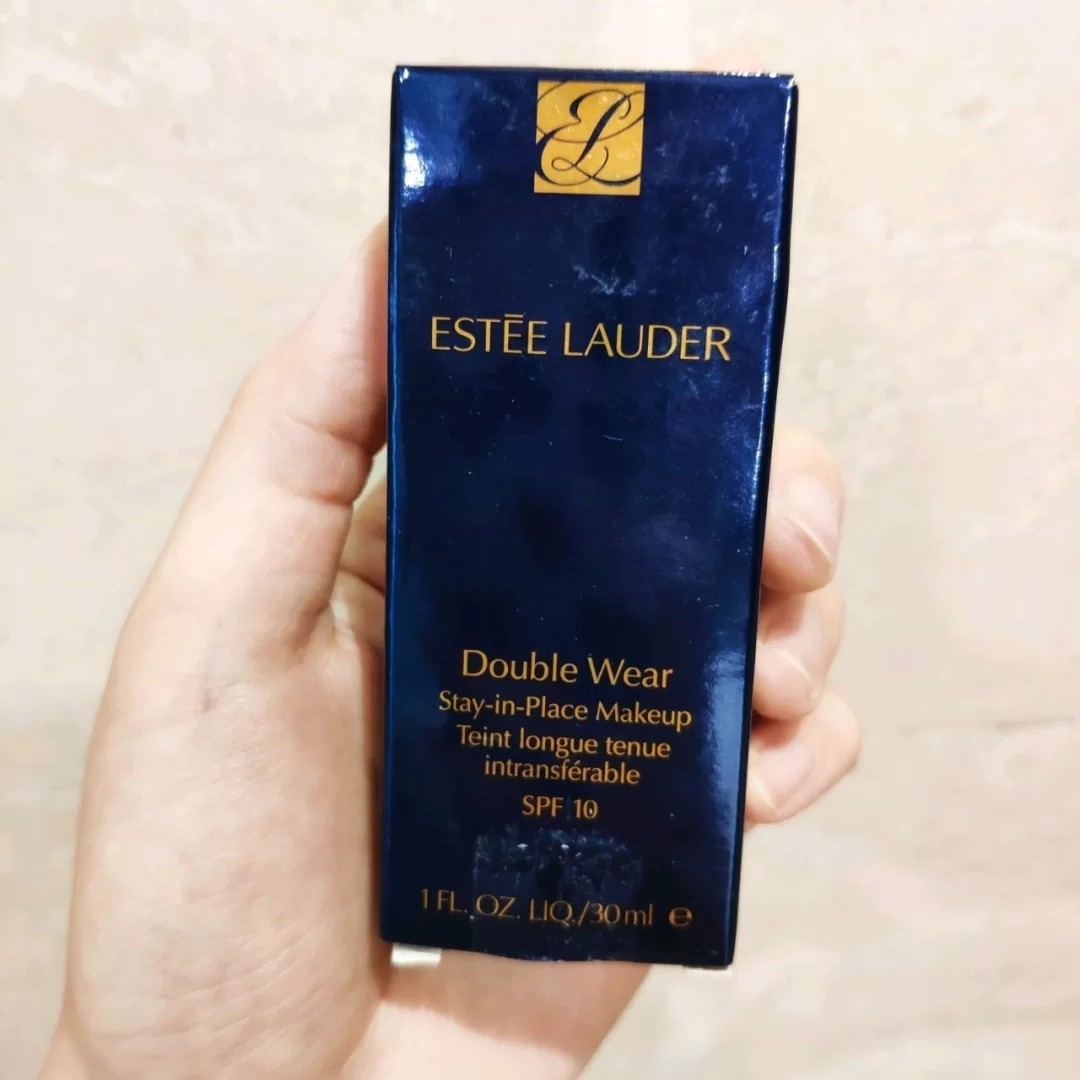 EL
ESTĒE LAUDER
Double Wear
Stay-in-Place Makeup
Teint longue tenue
intransférable
SPF 10
1 FL. OZ. LIQ./30ml ℮